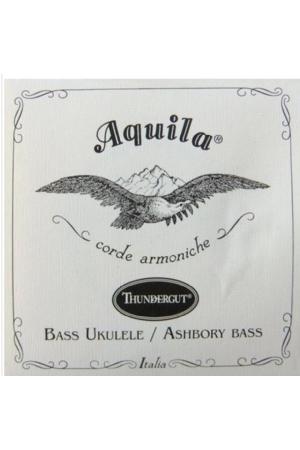 Aquila®
corde armoniche
THUNDERGUT®
BASS UKULELE / ASHBORY BASS
Italia